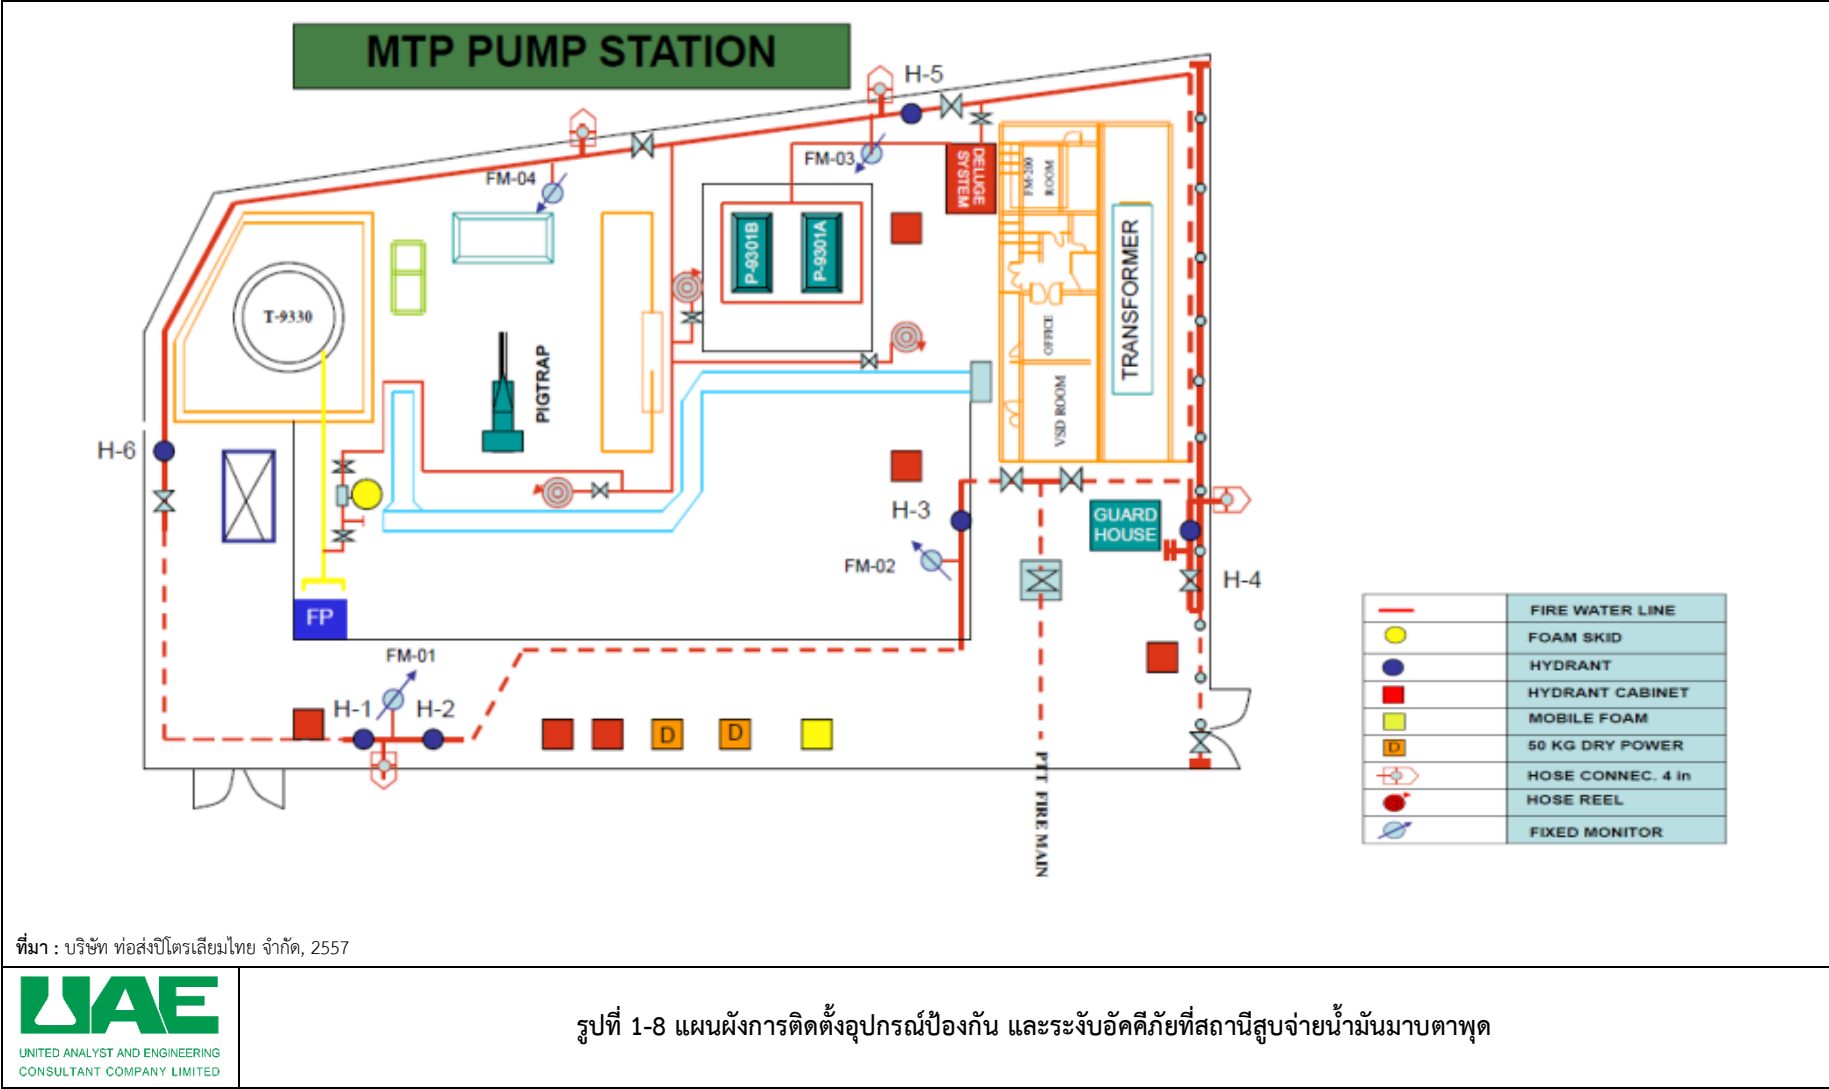 MTP PUMP STATION
H-5
FM-03
FM-04
DELUGE
SYSTEM
FM-200
ROOM
P-9301B
P-9301A
TRANSFORMER
T-9330
OFFICE
PIGTRAP
VSD ROOM
H-6
H-3
GUARD
HOUSE
FM-02
H-4
FP
FM-01
H-1
H-2
D
D
PTT FIRE MAIN
FIRE WATER LINE
FOAM SKID
HYDRANT
HYDRANT CABINET
MOBILE FOAM
D
50 KG DRY POWER
HOSE CONNEC. 4 in
HOSE REEL
FIXED MONITOR
ที่มา : บริษัท ท่อส่งปิโตรเลียมไทย จำกัด, 2557
UAE
UNITED ANALYST AND ENGINEERING
CONSULTANT COMPANY LIMITED
รูปที่ 1-8 แผนผังการติดตั้งอุปกรณ์ป้องกัน และระงับอัคคีภัยที่สถานีสูบจ่ายน้ำมันมาบตาพุด